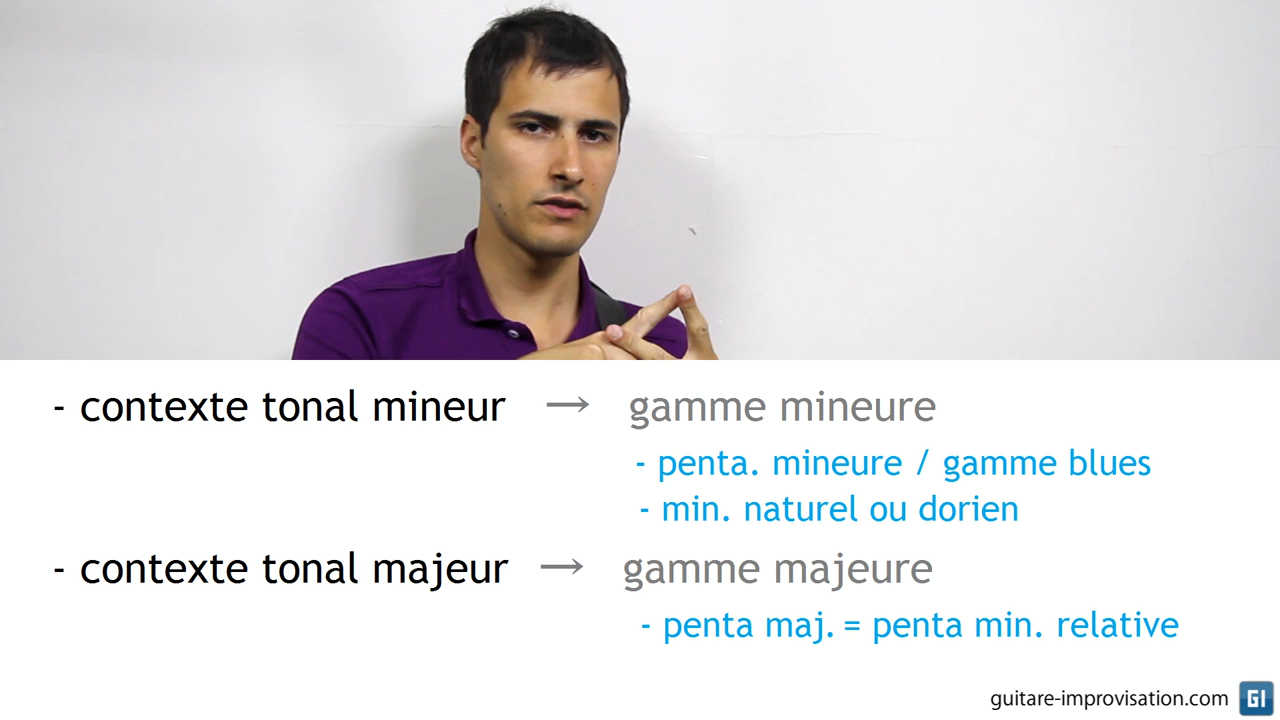 - contexte tonal mineur → gamme mineure
- penta. mineure / gamme blues
- min. naturel ou dorien
- contexte tonal majeur → gamme majeure
- penta maj. = penta min. relative
guitare-improvisation.com GI